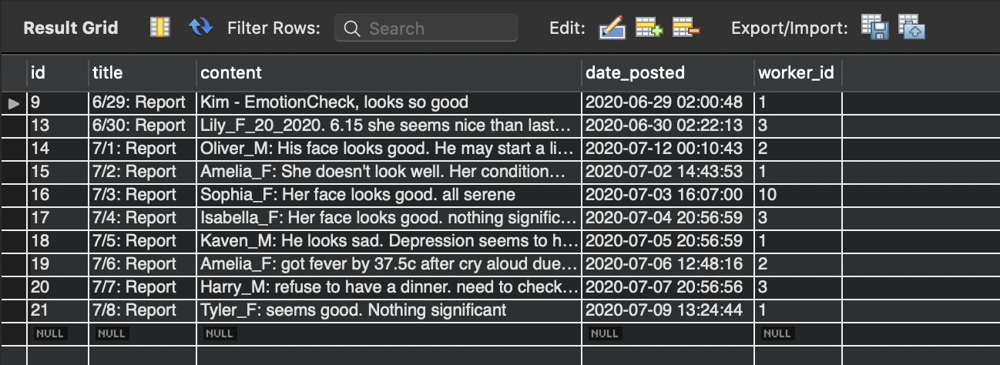 Result Grid Filter Rows: Search Edit: Export/Import:
id title content date_posted worker_id
9 6/29: Report Kim - EmotionCheck, looks so good 2020-06-29 02:00:48 1
13 6/30: Report Lily_F_20_2020. 6.15 she seems nice than last... 2020-06-30 02:22:13 3
14 7/1: Report Oliver_M: His face looks good. He may start a li... 2020-07-12 00:10:43 2
15 7/2: Report Amelia_F: She doesn't look well. Her condition... 2020-07-02 14:43:53 1
16 7/3: Report Sophia_F: Her face looks good. all serene 2020-07-03 16:07:00 10
17 7/4: Report Isabella_F: Her face looks good. nothing signific... 2020-07-04 20:56:59 3
18 7/5: Report Kaven_M: He looks sad. Depression seems to h... 2020-07-05 20:56:59 1
19 7/6: Report Amelia_F: got fever by 37.5c after cry aloud due... 2020-07-06 12:48:16 2
20 7/7: Report Harry_M: refuse to have a dinner. need to check... 2020-07-07 20:56:56 3
21 7/8: Report Tyler_F: seems good. Nothing significant 2020-07-09 13:24:44 1
NULL NULL NULL NULL NULL